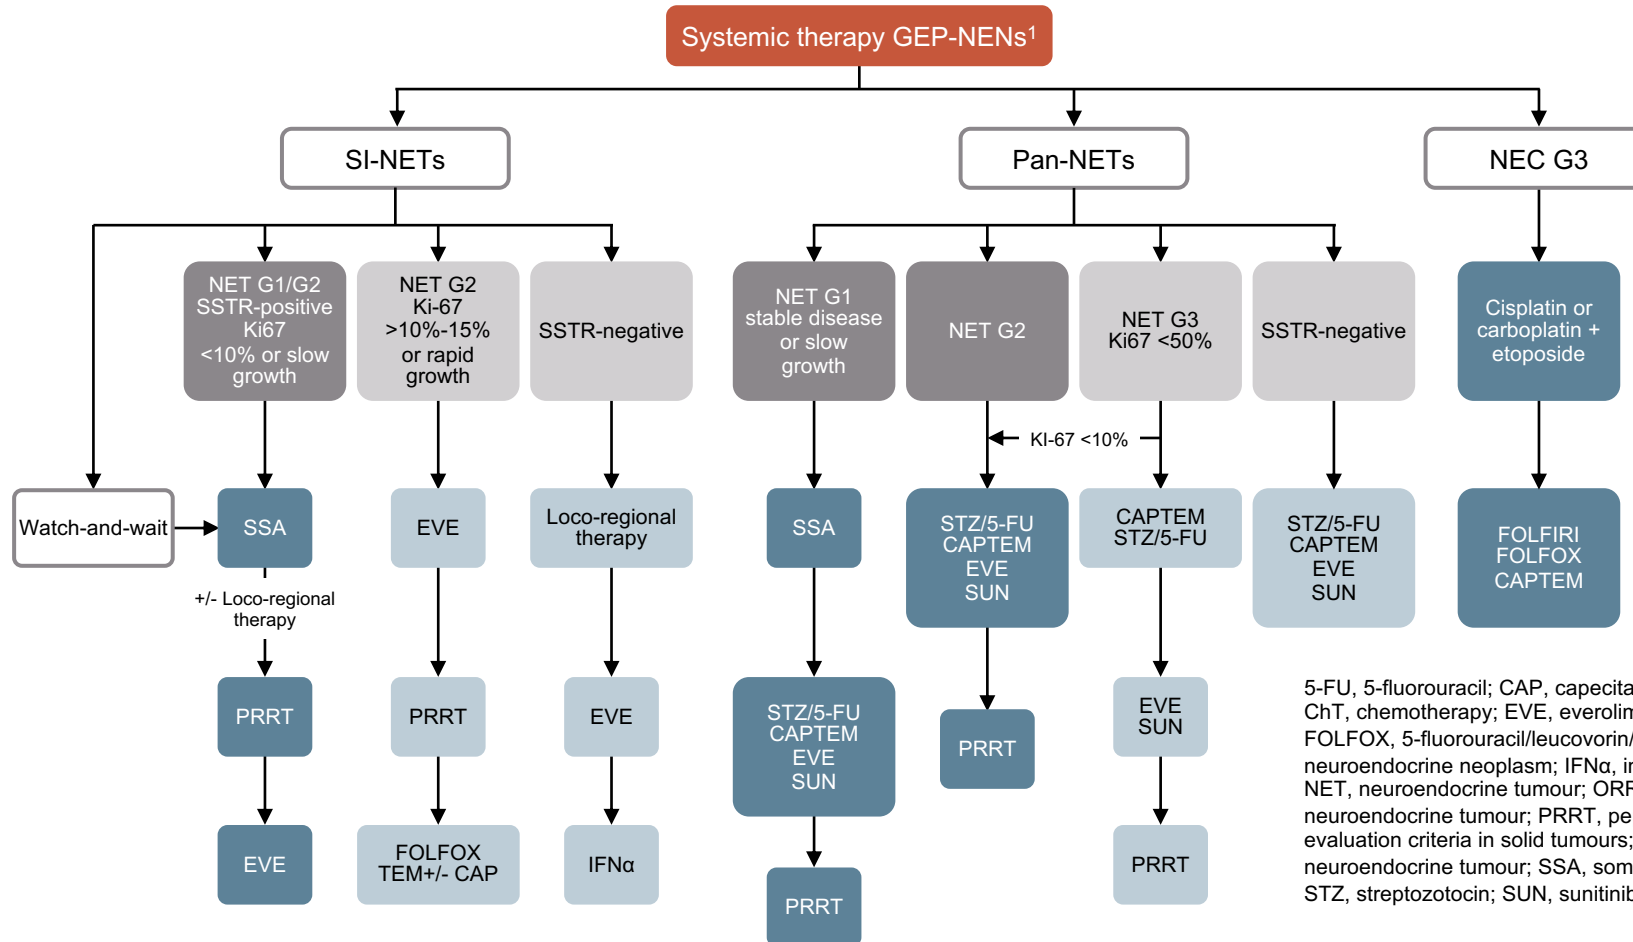 Systemic therapy GEP-NENs1
SI-NETs
Pan-NETs
NEC G3
NET G1/G2
SSTR-positive
Ki67
<10% or slow
growth
NET G2
Ki-67
>10%-15%
or rapid
growth
SSTR-negative
NET G1
stable disease
or slow
growth
NET G2
NET G3
Ki67 <50%
SSTR-negative
Cisplatin or
carboplatin +
etoposide
KI-67 <10%
Watch-and-wait
SSA
EVE
Loco-regional
therapy
SSA
STZ/5-FU
CAPTEM
EVE
SUN
CAPTEM
STZ/5-FU
STZ/5-FU
CAPTEM
EVE
SUN
FOLFIRI
FOLFOX
CAPTEM
+/- Loco-regional
therapy
PRRT
PRRT
EVE
STZ/5-FU
CAPTEM
EVE
SUN
PRRT
EVE
SUN
EVE
FOLFOX
TEM+/- CAP
IFNα
PRRT
PRRT
5-FU, 5-fluorouracil; CAP, capecita
ChT, chemotherapy; EVE, everolim
FOLFOX, 5-fluorouracil/leucovorin/
neuroendocrine neoplasm; IFNα, in
NET, neuroendocrine tumour; ORR
neuroendocrine tumour; PRRT, pe
evaluation criteria in solid tumours;
neuroendocrine tumour; SSA, som
STZ, streptozotocin; SUN, sunitinib